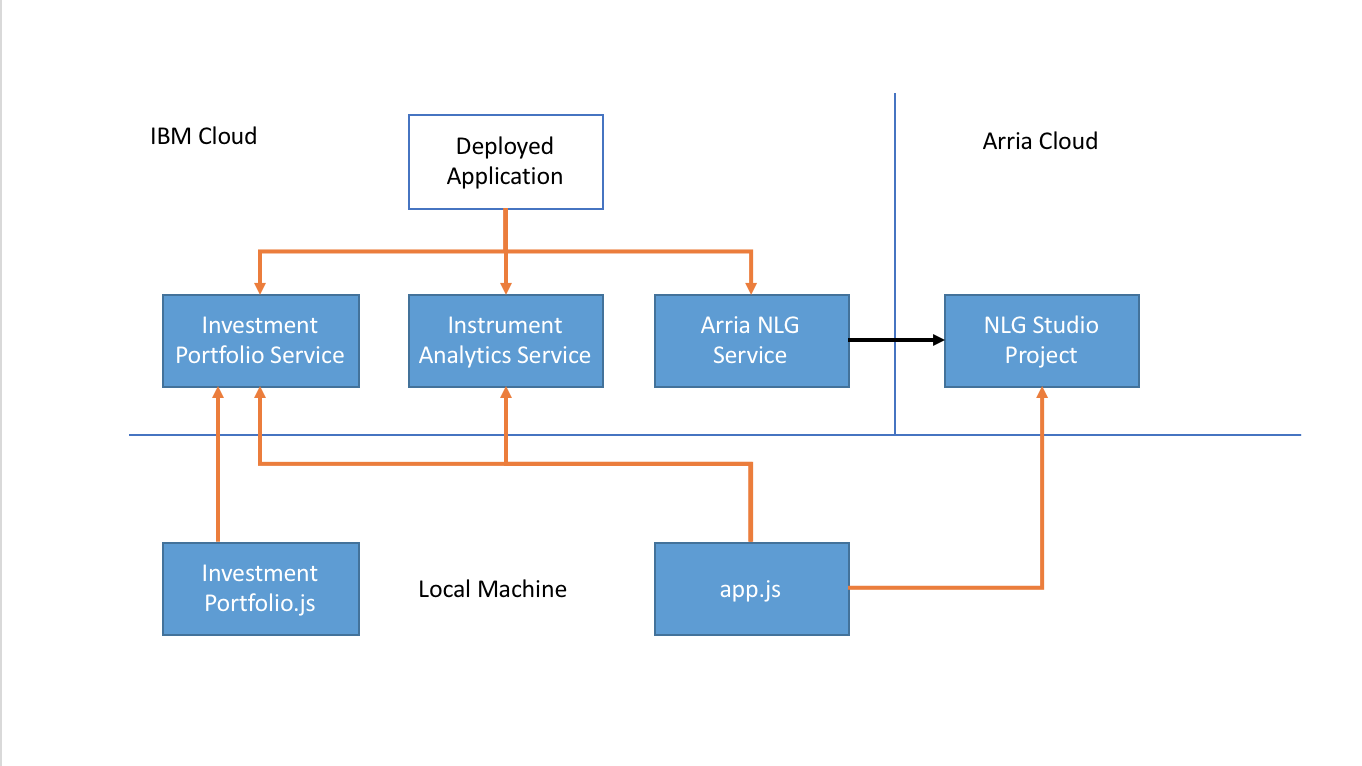 IBM Cloud
Deployed
Application
Arria Cloud
Investment
Portfolio Service
Instrument
Analytics Service
Arria NLG
Service
NLG Studio
Project
Investment
Portfolio.js
Local Machine
app.js